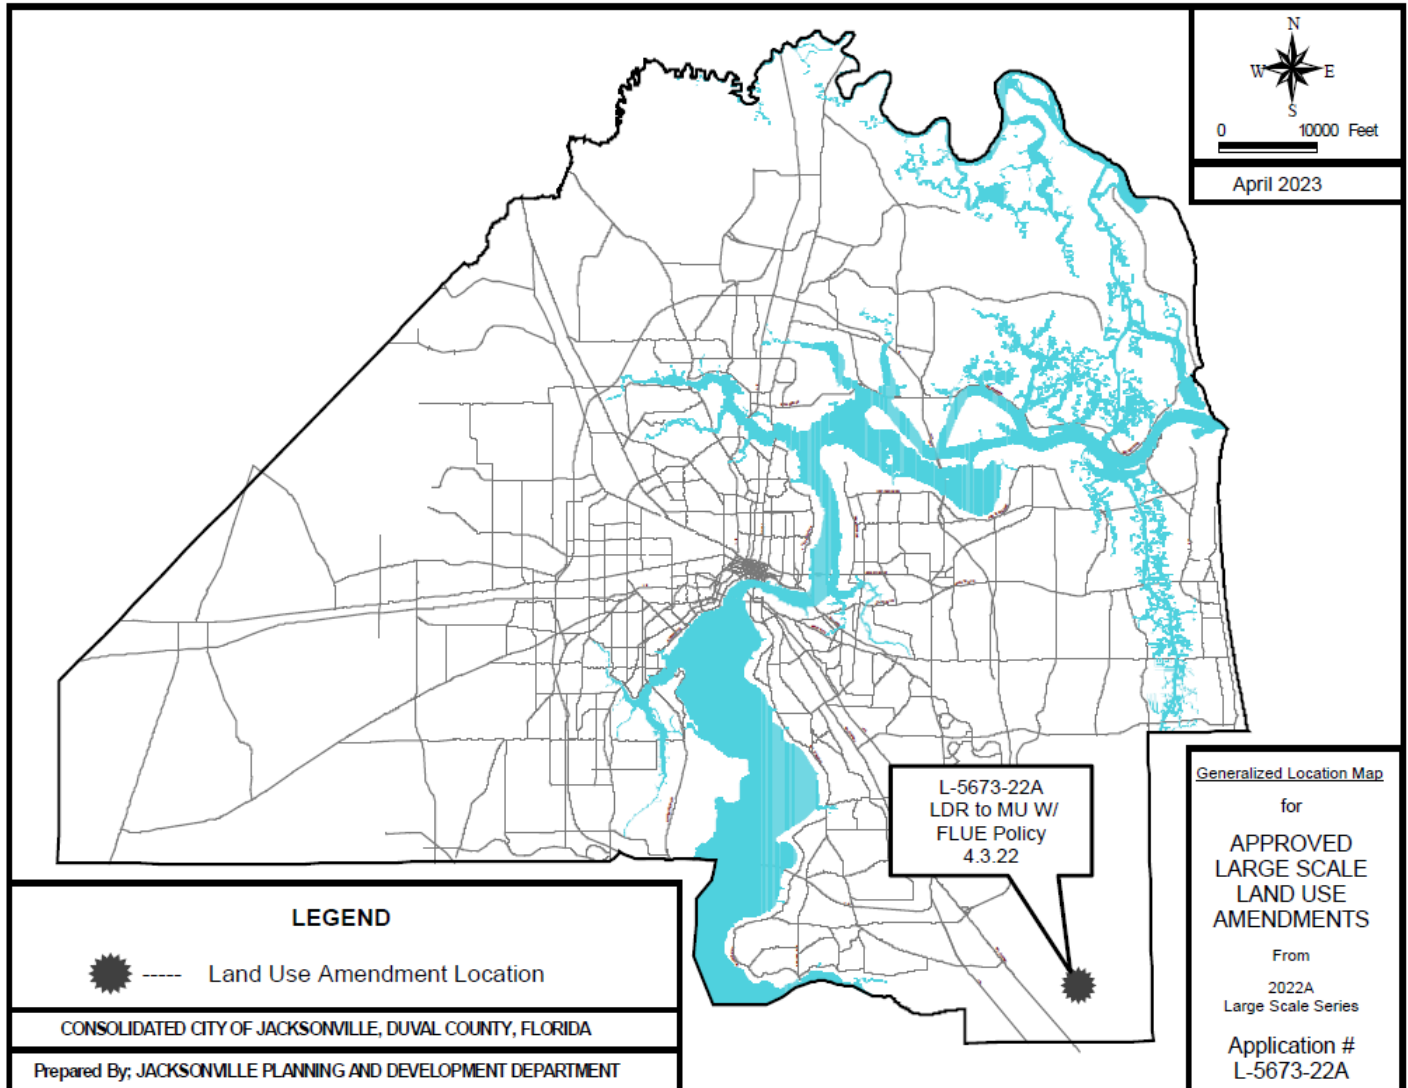 N
W E
S
0 10000 Feet
April 2023
L-5673-22A
LDR to MU W/
FLUE Policy
4.3.22
Generalized Location Map
for
APPROVED
LARGE SCALE
LAND USE
AMENDMENTS
From
2022A
Large Scale Series
Application #
L-5673-22A
LEGEND
----- Land Use Amendment Location
CONSOLIDATED CITY OF JACKSONVILLE, DUVAL COUNTY, FLORIDA
Prepared By; JACKSONVILLE PLANNING AND DEVELOPMENT DEPARTMENT